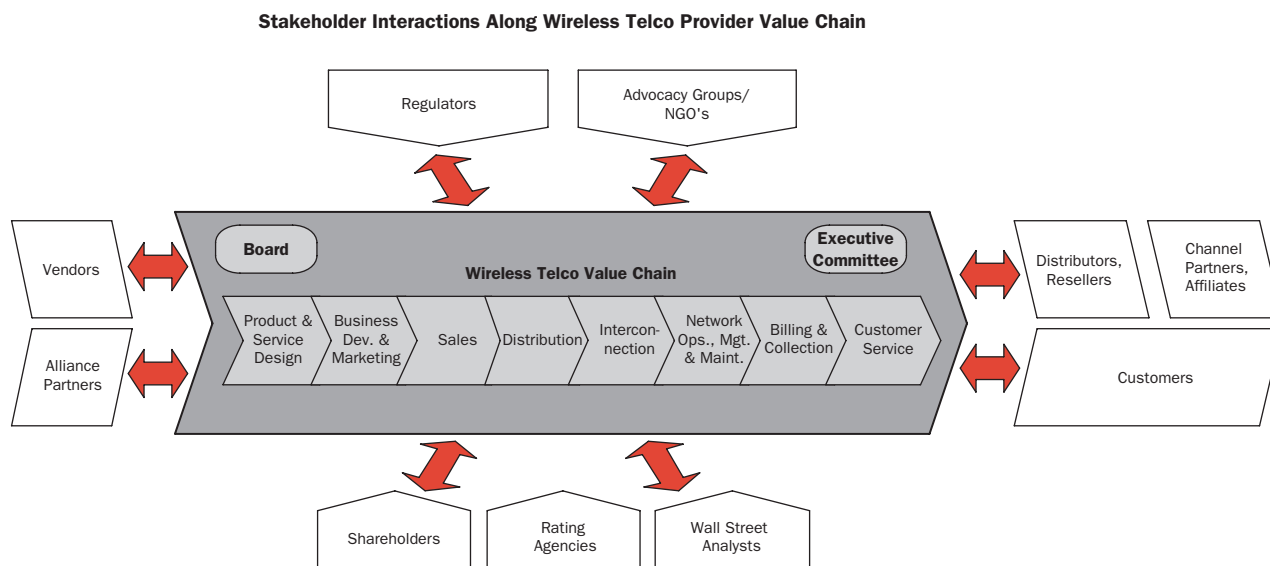 Stakeholder Interactions Along Wireless Telco Provider Value Chain
Regulators
Advocacy Groups/
NGO's
Vendors
Alliance
Partners
Board
Executive
Committee
Wireless Telco Value Chain
Product &
Service
Design
Business
Dev. &
Marketing
Sales
Distribution
Intercon-
nection
Network
Ops., Mgt.
& Maint.
Billing &
Collection
Customer
Service
Distributors,
Resellers
Channel
Partners,
Affiliates
Customers
Shareholders
Rating
Agencies
Wall Street
Analysts